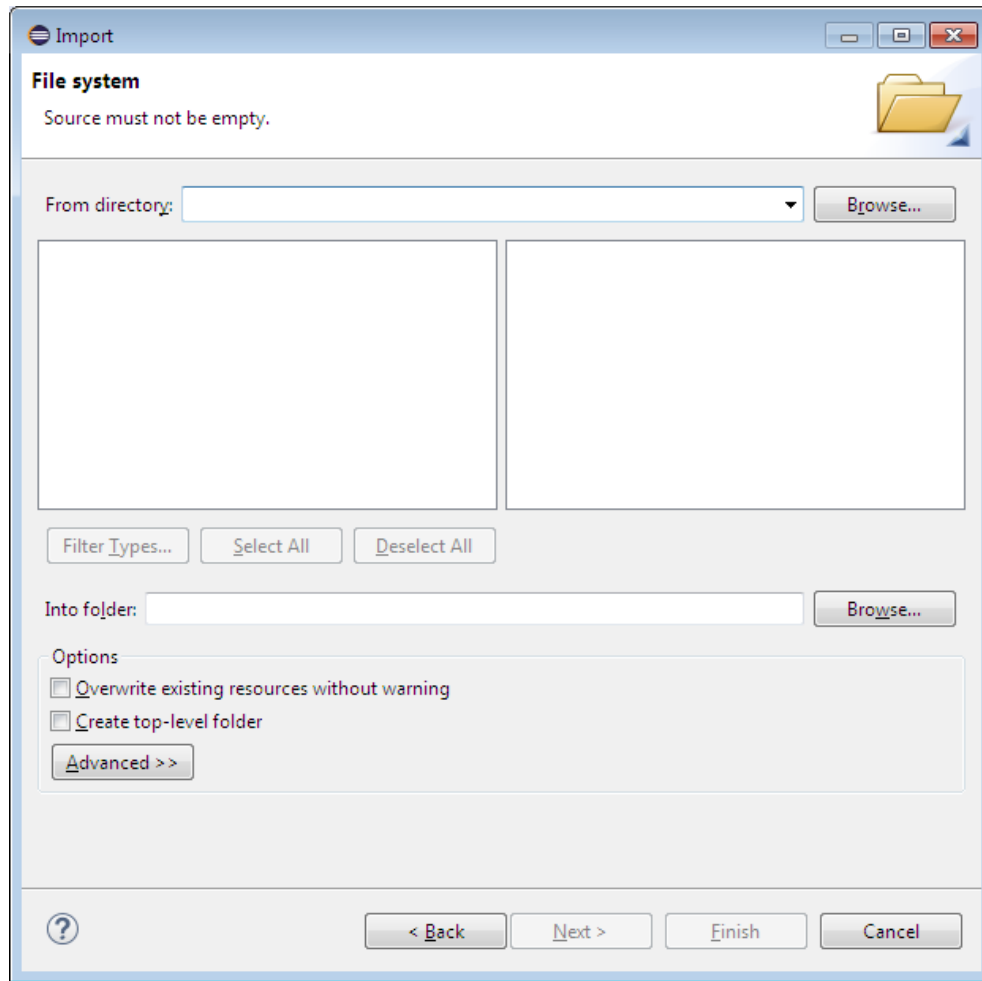 Import
File system
Source must not be empty.
From directory:
Browse...
Filter Types...
Select All
Deselect All
Into folder:
Browse...
Options
Overwrite existing resources without warning
Create top-level folder
Advanced >>
?
< Back
Next >
Finish
Cancel